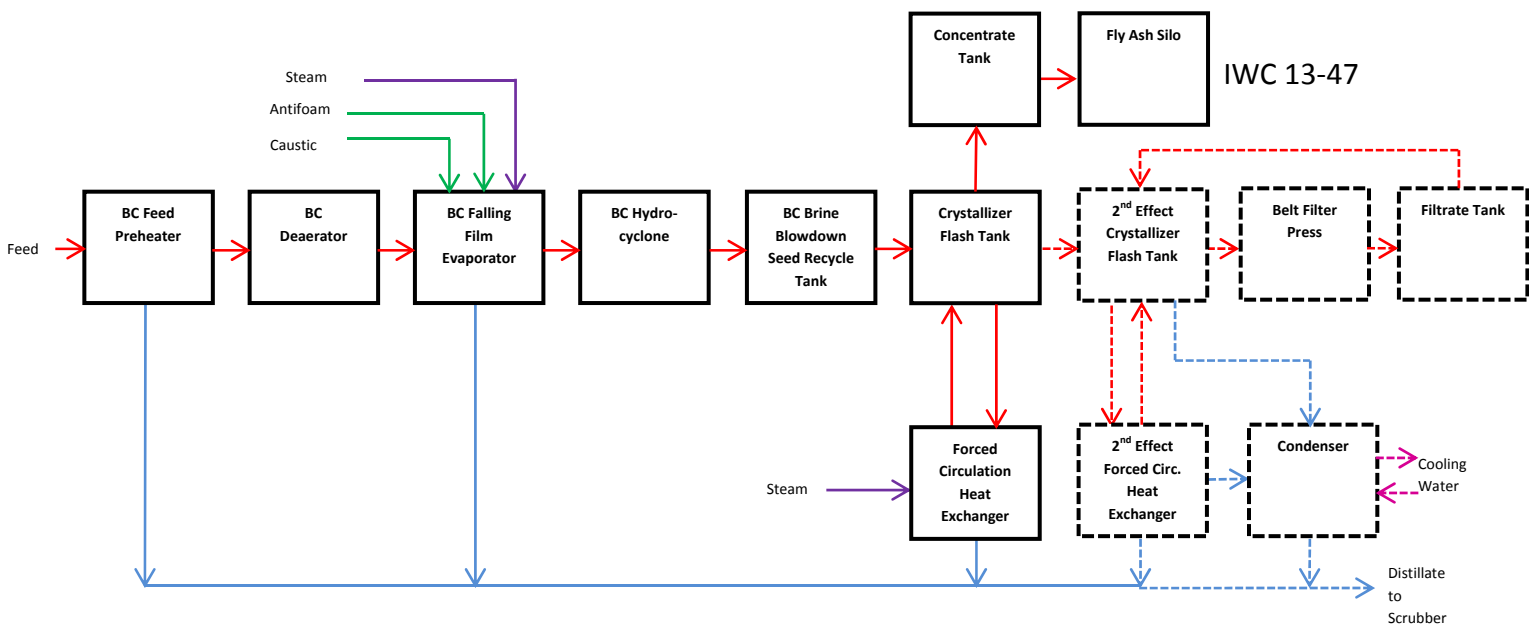 Concentrate
Tank
Fly Ash Silo
IWC 13-47
Steam
Antifoam
Caustic
Feed
BC Feed
Preheater
BC
Deaerator
BC Falling
Film
Evaporator
BC Hydro-
cyclone
BC Brine
Blowdown
Seed Recycle
Tank
Crystallizer
Flash Tank
2nd Effect
Crystallizer
Flash Tank
Belt Filter
Press
Filtrate Tank
Steam
Forced
Circulation
Heat
Exchanger
2nd Effect
Forced Circ.
Heat
Exchanger
Condenser
Cooling
Water
Distillate
to
Scrubber